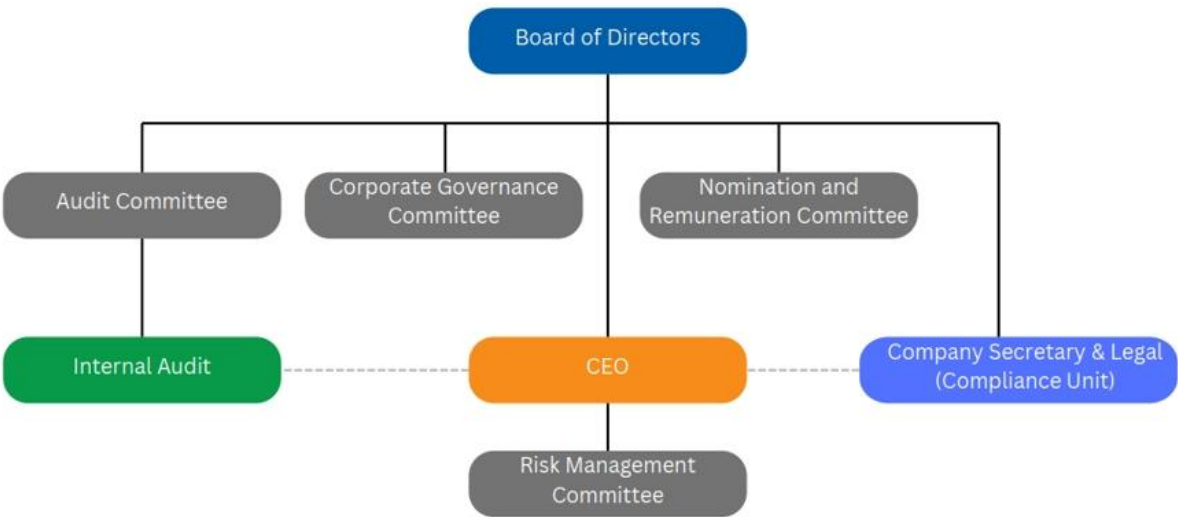 Board of Directors
Audit Committee
Corporate Governance
Committee
Nomination and
Remuneration Committee
Internal Audit
CEO
Company Secretary & Legal
(Compliance Unit)
Risk Management
Committee